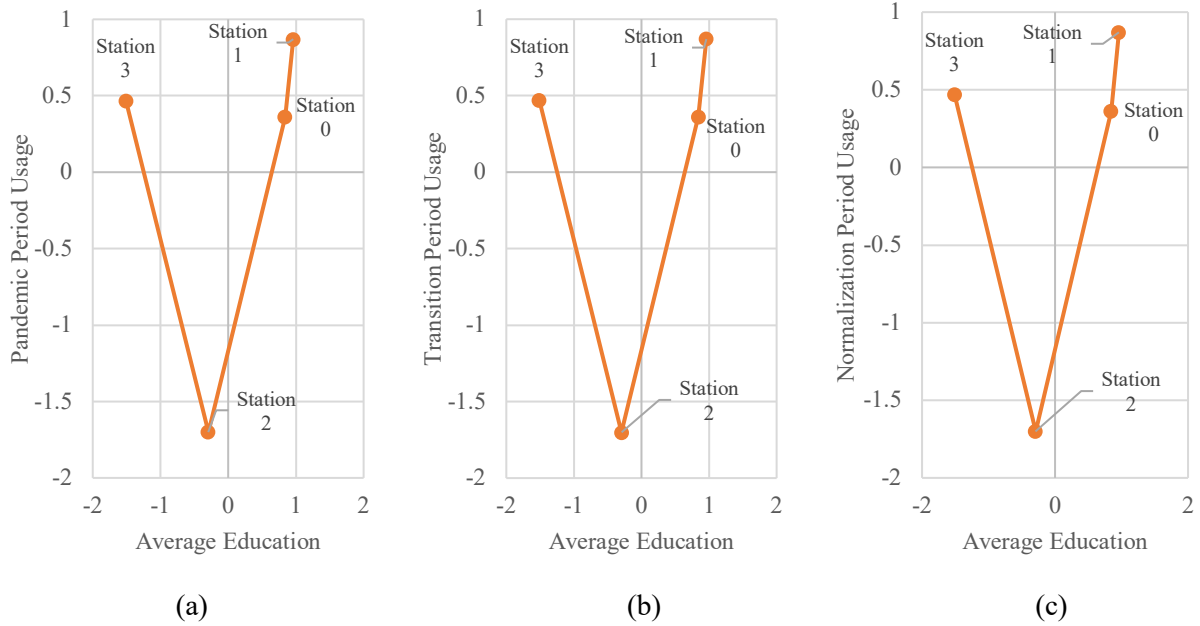 1
0.5
0
-0.5
-1
-1.5
-2
-2
-1
0
1
2
Pandemic Period Usage
Average Education
Station
3
Station
1
Station
0
Station
2
(a)
1
0.5
0
-0.5
-1
-1.5
-2
-2
-1
0
1
2
Transition Period Usage
Average Education
Station
3
Station
1
Station
0
Station
2
(b)
1
0.5
0
-0.5
-1
-1.5
-2
-2
0
2
Normalization Period Usage
Average Education
Station
3
Station
1
Station
0
Station
2
(c)